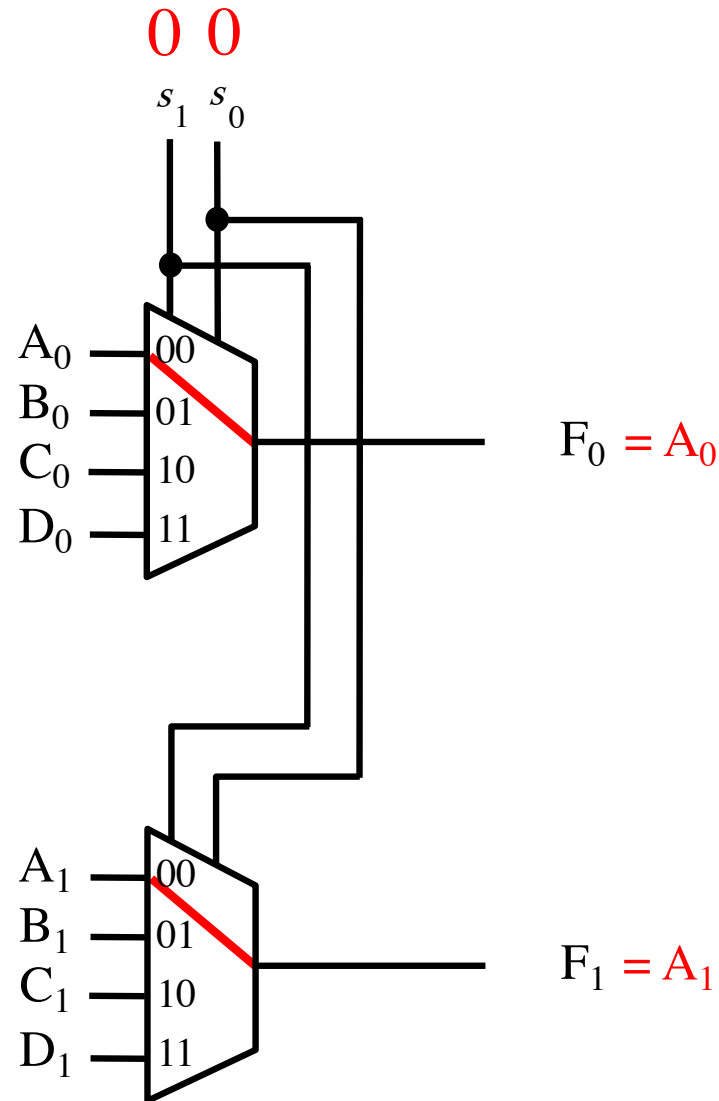 0 0
s₁ s₀
A₀ 00
B₀ 01
F₀ = A₀
C₀ 10
D₀ 11
A₁ 00
B₁ 01
F₁ = A₁
C₁ 10
D₁ 11